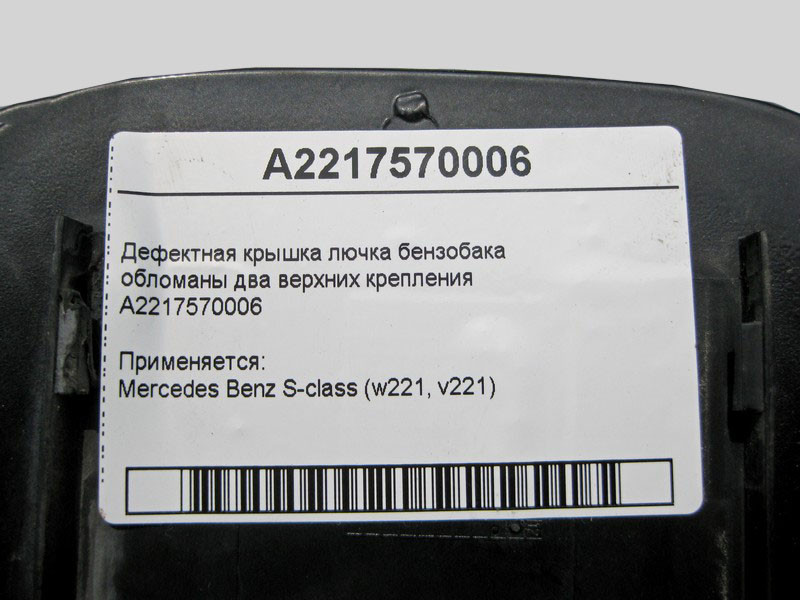 A2217570006
Дефектная крышка лючка бензобака
обломаны два верхних крепления
A2217570006
Применяется:
Mercedes Benz S-class (w221, v221)